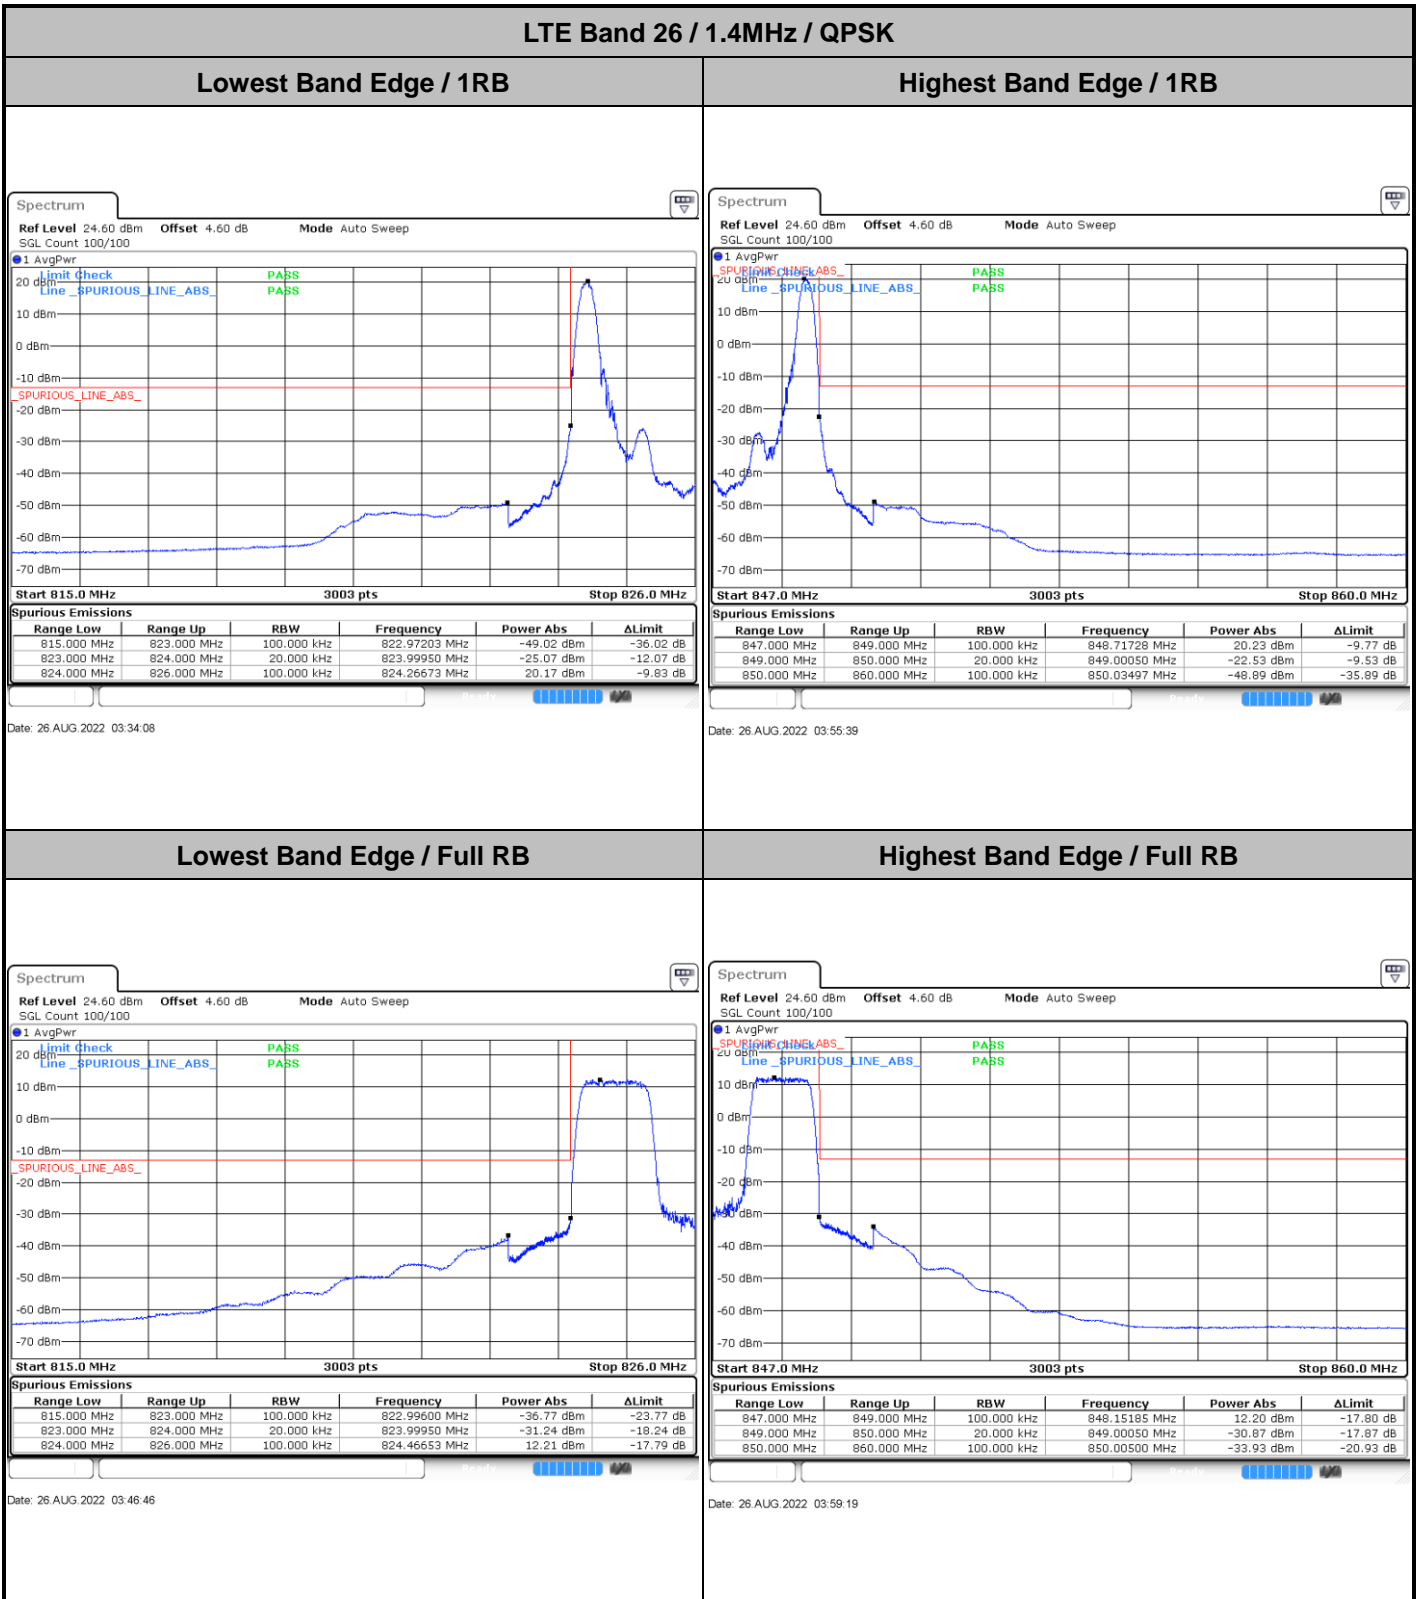 LTE Band 26 / 1.4MHz / QPSK
Lowest Band Edge / 1RB
Highest Band Edge / 1RB
Spectrum
Ref Level 24.60 dBm Offset 4.60 dB Mode Auto Sweep
SGL Count 100/100
1 AvgPwr
Limit Check PASS
Line _SPURIOUS_LINE_ABS_ PASS
20 dBm
10 dBm
0 dBm
-10 dBm
_SPURIOUS_LINE_ABS_
-20 dBm
-30 dBm
-40 dBm
-50 dBm
-60 dBm
-70 dBm
Start 815.0 MHz 3003 pts Stop 826.0 MHz
Spurious Emissions
Range Low Range Up RBW Frequency Power Abs ΔLimit
815.000 MHz 823.000 MHz 100.000 kHz 822.97203 MHz -49.02 dBm -36.02 dB
823.000 MHz 824.000 MHz 20.000 kHz 823.99950 MHz -25.07 dBm -12.07 dB
824.000 MHz 826.000 MHz 100.000 kHz 824.26673 MHz 20.17 dBm -9.83 dB
Date: 26.AUG.2022 03:34:08
Spectrum
Ref Level 24.60 dBm Offset 4.60 dB Mode Auto Sweep
SGL Count 100/100
1 AvgPwr
_SPURIOUS_LINE_ABS_
Limit Check PASS
Line _SPURIOUS_LINE_ABS_ PASS
20 dBm
10 dBm
0 dBm
-10 dBm
-20 dBm
-30 dBm
-40 dBm
-50 dBm
-60 dBm
-70 dBm
Start 847.0 MHz 3003 pts Stop 860.0 MHz
Spurious Emissions
Range Low Range Up RBW Frequency Power Abs ΔLimit
847.000 MHz 849.000 MHz 100.000 kHz 848.71728 MHz 20.23 dBm -9.77 dB
849.000 MHz 850.000 MHz 20.000 kHz 849.00050 MHz -22.53 dBm -9.53 dB
850.000 MHz 860.000 MHz 100.000 kHz 850.03497 MHz -48.89 dBm -35.89 dB
Date: 26.AUG.2022 03:55:39
Lowest Band Edge / Full RB
Highest Band Edge / Full RB
Spectrum
Ref Level 24.60 dBm Offset 4.60 dB Mode Auto Sweep
SGL Count 100/100
1 AvgPwr
Limit Check PASS
Line _SPURIOUS_LINE_ABS_ PASS
20 dBm
10 dBm
0 dBm
-10 dBm
_SPURIOUS_LINE_ABS_
-20 dBm
-30 dBm
-40 dBm
-50 dBm
-60 dBm
-70 dBm
Start 815.0 MHz 3003 pts Stop 826.0 MHz
Spurious Emissions
Range Low Range Up RBW Frequency Power Abs ΔLimit
815.000 MHz 823.000 MHz 100.000 kHz 822.99600 MHz -36.77 dBm -23.77 dB
823.000 MHz 824.000 MHz 20.000 kHz 823.99950 MHz -31.24 dBm -18.24 dB
824.000 MHz 826.000 MHz 100.000 kHz 824.46653 MHz 12.21 dBm -17.79 dB
Date: 26.AUG.2022 03:46:46
Spectrum
Ref Level 24.60 dBm Offset 4.60 dB Mode Auto Sweep
SGL Count 100/100
1 AvgPwr
_SPURIOUS_LINE_ABS_
Limit Check PASS
Line _SPURIOUS_LINE_ABS_ PASS
20 dBm
10 dBm
0 dBm
-10 dBm
-20 dBm
-30 dBm
-40 dBm
-50 dBm
-60 dBm
-70 dBm
Start 847.0 MHz 3003 pts Stop 860.0 MHz
Spurious Emissions
Range Low Range Up RBW Frequency Power Abs ΔLimit
847.000 MHz 849.000 MHz 100.000 kHz 848.15185 MHz 12.20 dBm -17.80 dB
849.000 MHz 850.000 MHz 20.000 kHz 849.00050 MHz -30.87 dBm -17.87 dB
850.000 MHz 860.000 MHz 100.000 kHz 850.00500 MHz -33.93 dBm -20.93 dB
Date: 26.AUG.2022 03:59:19